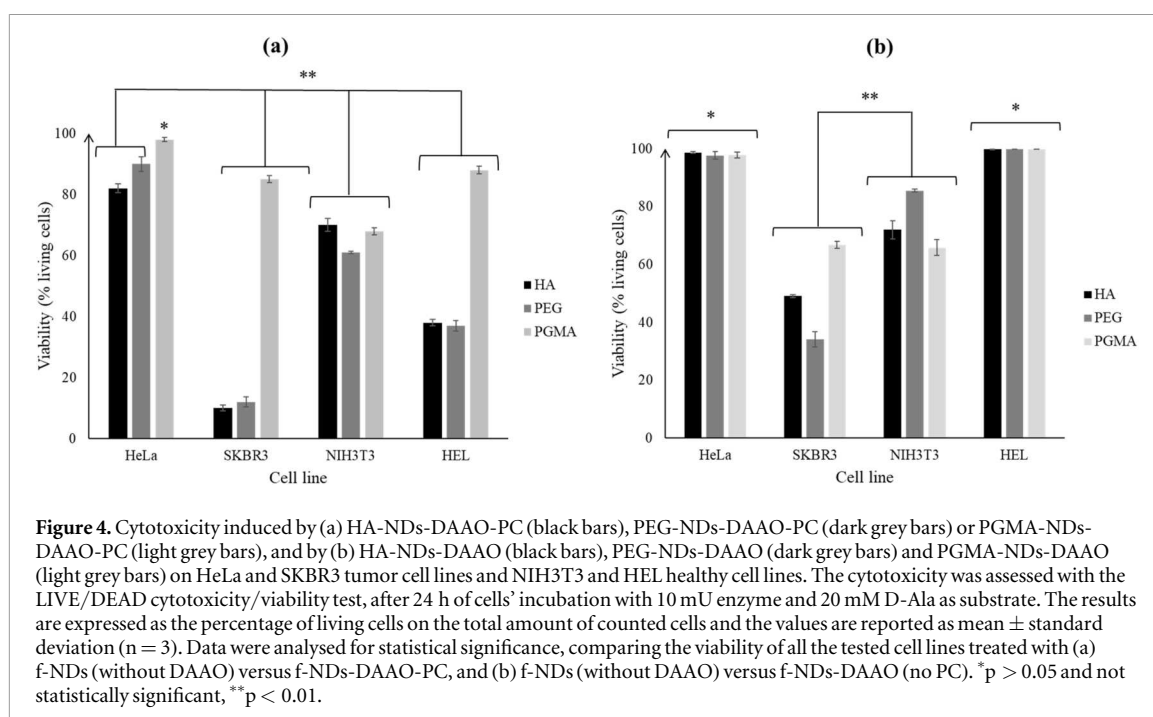 (a)
**
*
100
80
60
40
20
0
Viability (% living cells)
HeLa
SKBR3
NIH3T3
HEL
Cell line
HA
PEG
PGMA
(b)
*
**
*
100
80
60
40
20
0
Viability (% living cells)
HeLa
SKBR3
NIH3T3
HEL
Cell line
HA
PEG
PGMA
Figure 4. Cytotoxicity induced by (a) HA-NDs-DAAO-PC (black bars), PEG-NDs-DAAO-PC (dark grey bars) or PGMA-NDs-
DAAO-PC (light grey bars), and by (b) HA-NDs-DAAO (black bars), PEG-NDs-DAAO (dark grey bars) and PGMA-NDs-DAAO
(light grey bars) on HeLa and SKBR3 tumor cell lines and NIH3T3 and HEL healthy cell lines. The cytotoxicity was assessed with the
LIVE/DEAD cytotoxicity/viability test, after 24 h of cells' incubation with 10 mU enzyme and 20 mM D-Ala as substrate. The results
are expressed as the percentage of living cells on the total amount of counted cells and the values are reported as mean ± standard
deviation (n = 3). Data were analysed for statistical significance, comparing the viability of all the tested cell lines treated with (a)
f-NDs (without DAAO) versus f-NDs-DAAO-PC, and (b) f-NDs (without DAAO) versus f-NDs-DAAO (no PC). *p > 0.05 and not
statistically significant, **p < 0.01.